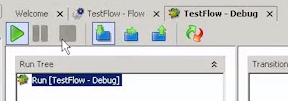 Welcome × TestFlow - Flow × TestFlow - Debug ×
Run Tree
Transition
Run [TestFlow - Debug]